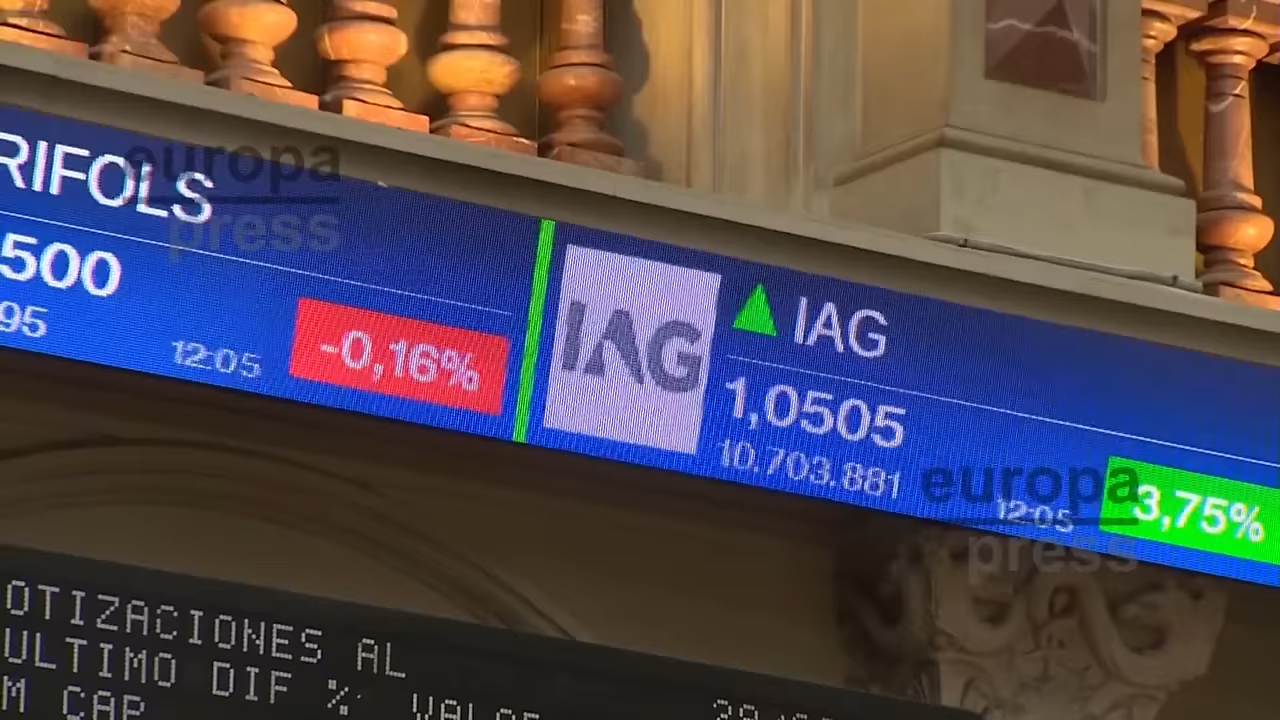 RIFOLS
500
95
12:05
-0,16%
IAG
IAG
1,0505
10.703.881
12:05
3,75%
europa
press
europa
press
OTIZACIONES AL
ULTIMO DIF %
M CAP